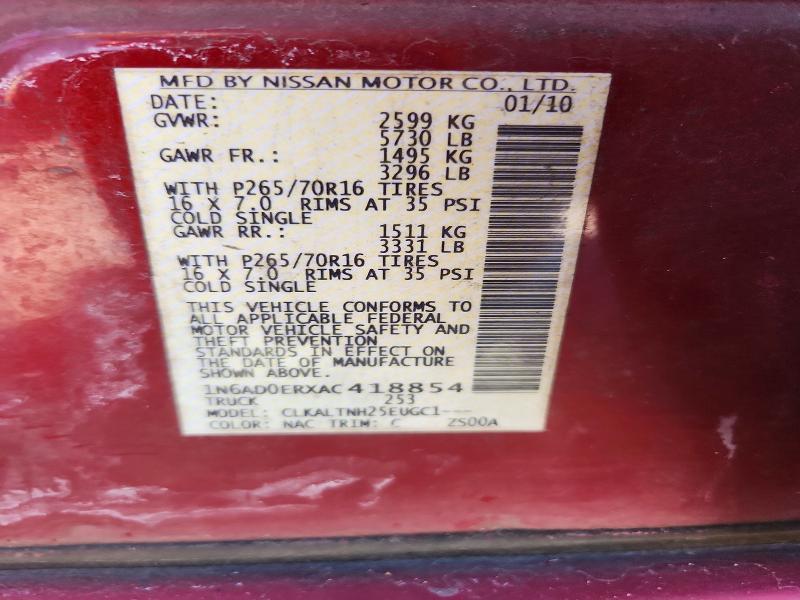 MFD BY NISSAN MOTOR CO., LTD.
DATE: 01/10
GVWR: 2599 KG
5730 LB
GAWR FR.: 1495 KG
3296 LB
WITH P265/70R16 TIRES
16 X 7.0 RIMS AT 35 PSI
COLD SINGLE
GAWR RR.: 1511 KG
3331 LB
WITH P265/70R16 TIRES
16 X 7.0 RIMS AT 35 PSI
COLD SINGLE
THIS VEHICLE CONFORMS TO
ALL APPLICABLE FEDERAL
MOTOR VEHICLE SAFETY AND
THEFT PREVENTION
STANDARDS IN EFFECT ON
THE DATE OF MANUFACTURE
SHOWN ABOVE.
1N6AD0ERXAC418854
TRUCK 253
MODEL: CLKALTNH25EUGC1---
COLOR: NAC TRIM: C ZS00A